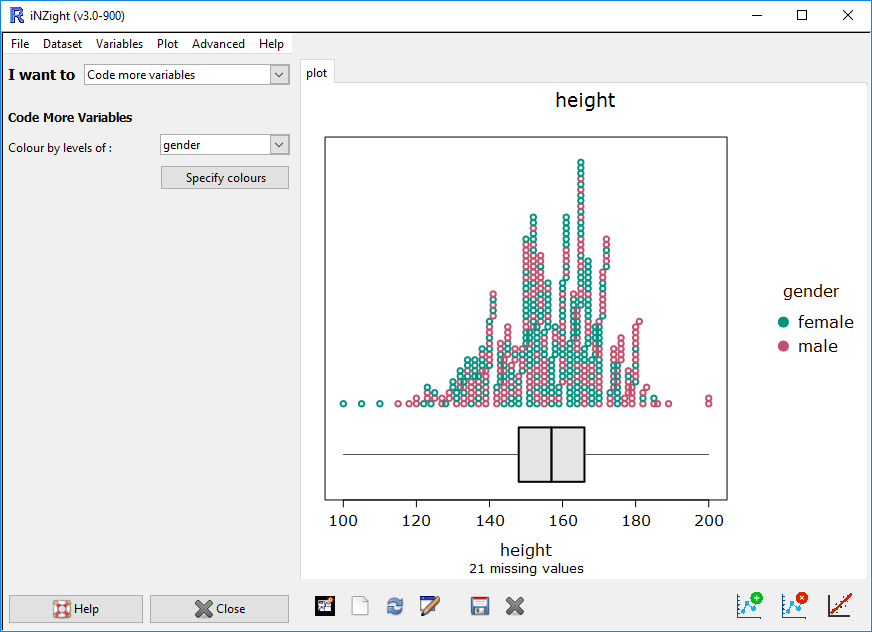 iNZight (v3.0-900)
File Dataset Variables Plot Advanced Help
I want to Code more variables
Code More Variables
Colour by levels of : gender
Specify colours
Help Close
plot
height
gender
female
male
100 120 140 160 180 200
height
21 missing values